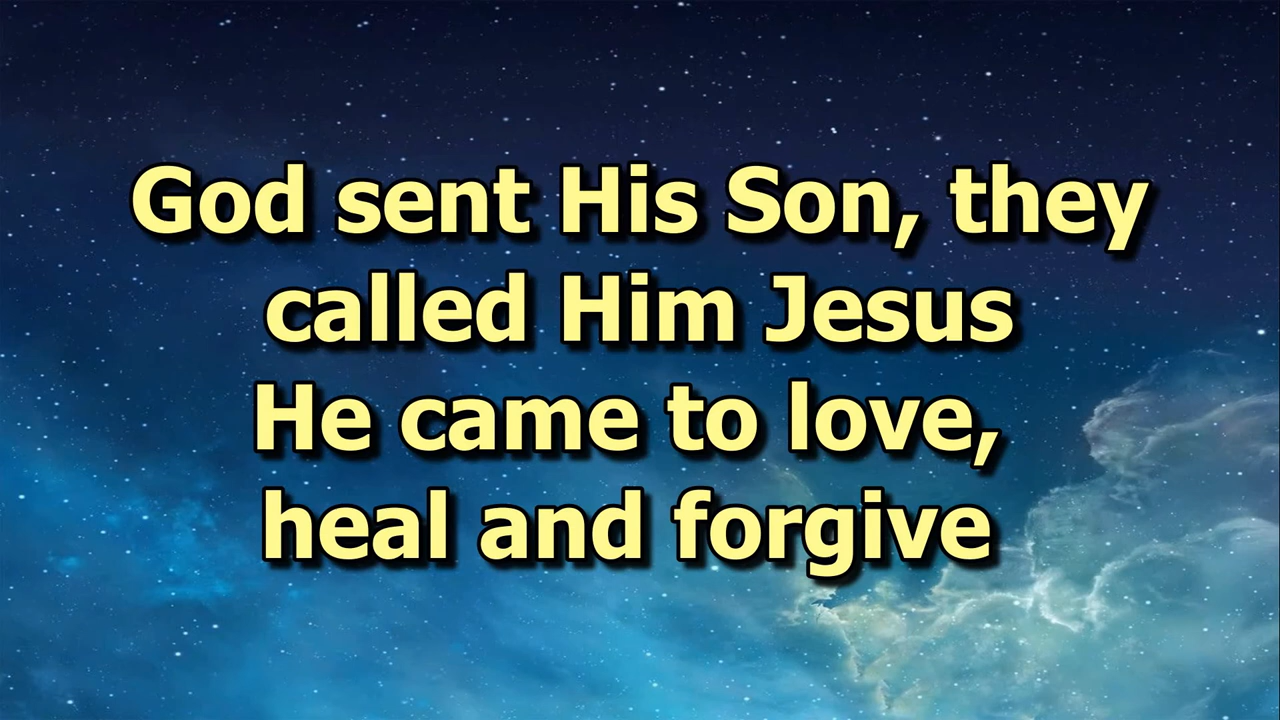 God sent His Son, they
called Him Jesus
He came to love,
heal and forgive